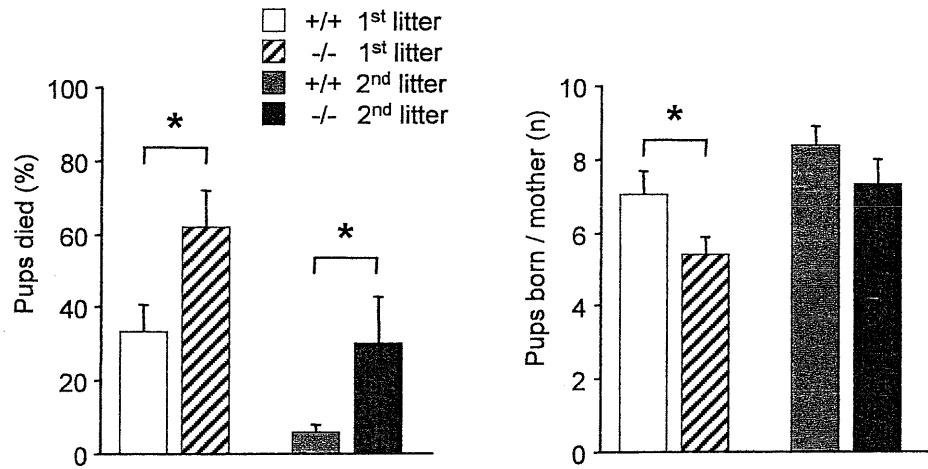 +/+ 1st litter
-/- 1st litter
+/+ 2nd litter
-/- 2nd litter
Pups died (%)
100
80
60
40
20
0
*
*
Pups born / mother (n)
10
8
6
4
2
0
*